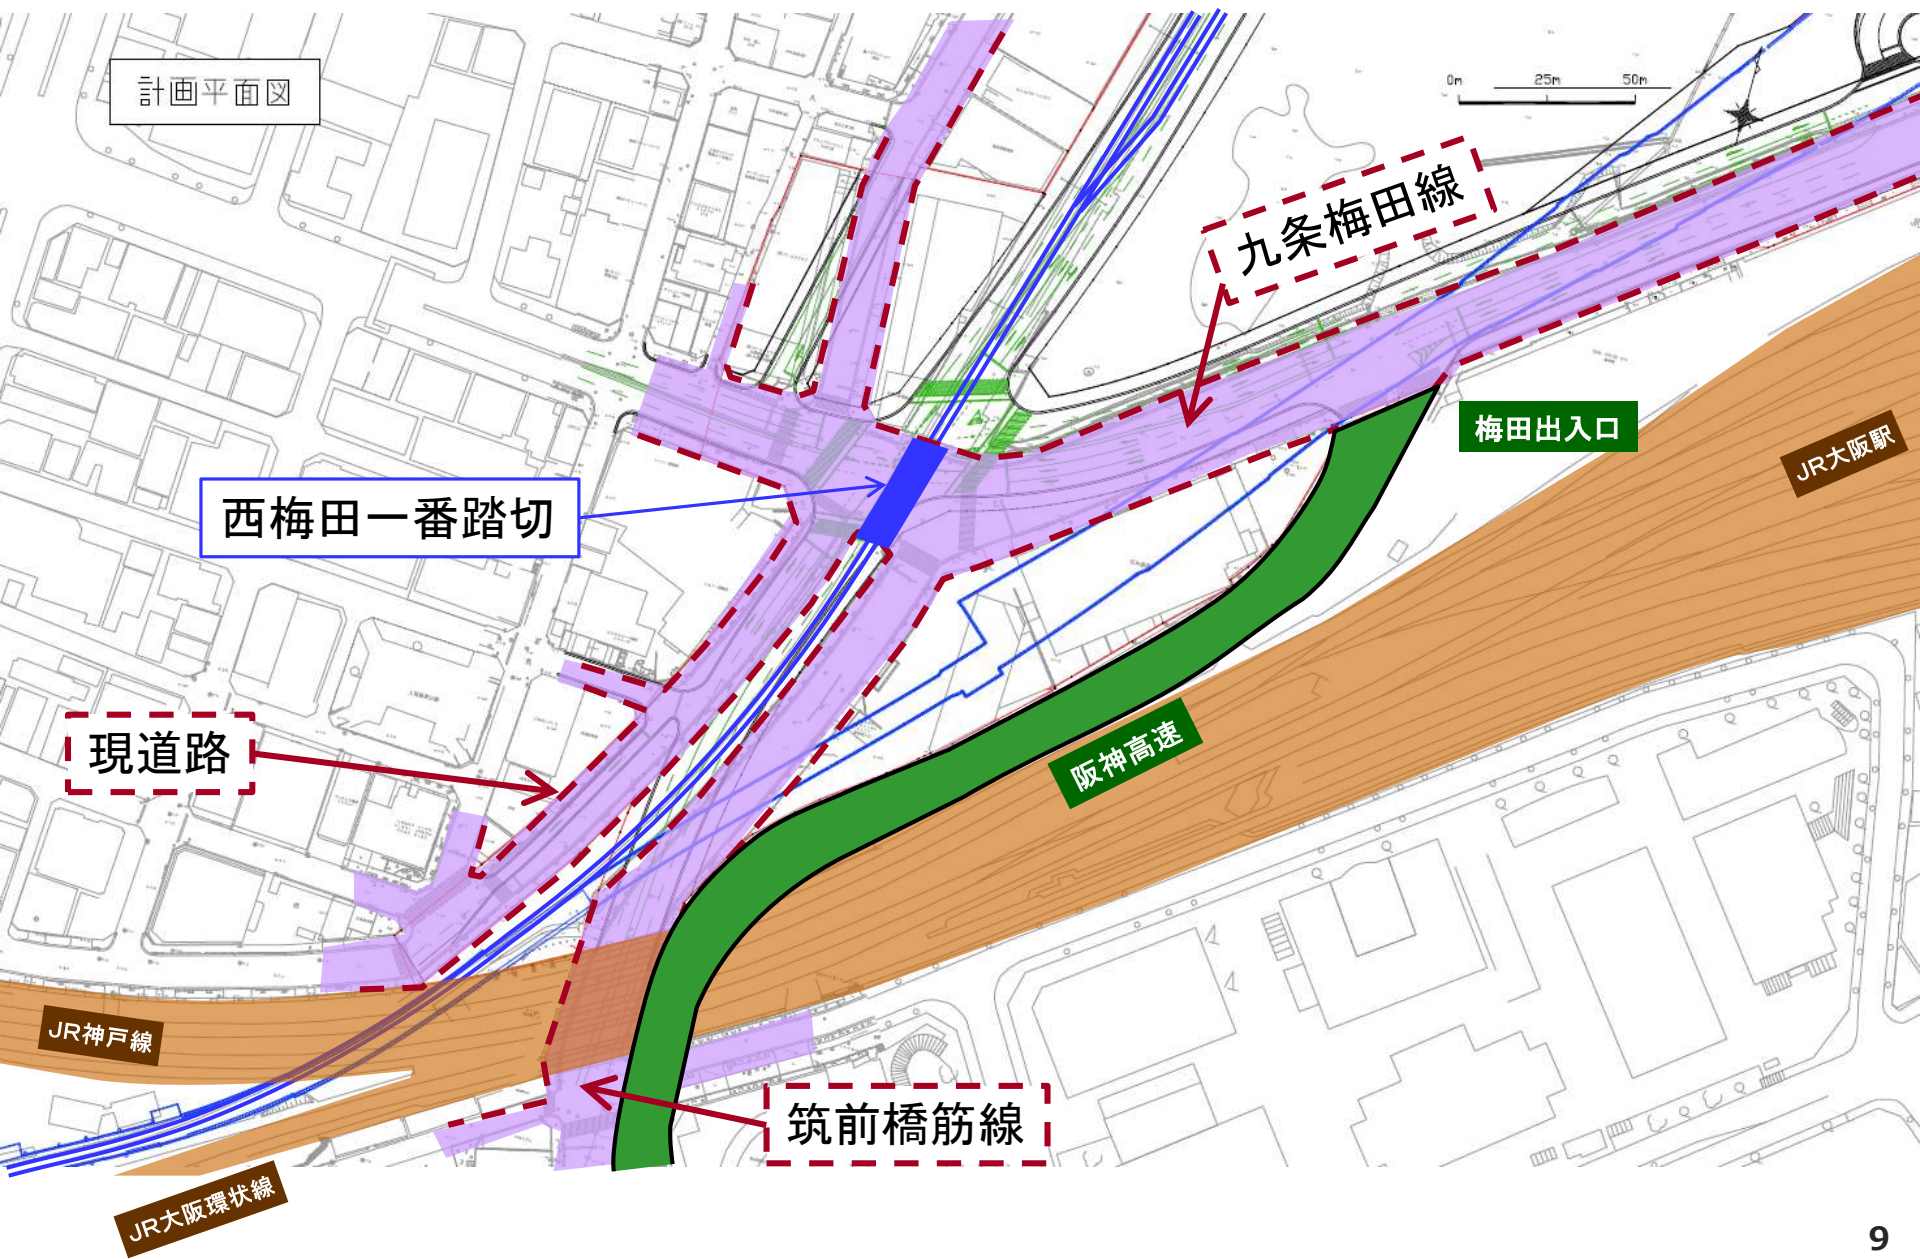 計画平面図
0m 25m 50m
九条梅田線
梅田出入口
JR大阪駅
西梅田一番踏切
現道路
阪神高速
JR神戸線
筑前橋筋線
JR大阪環状線
9